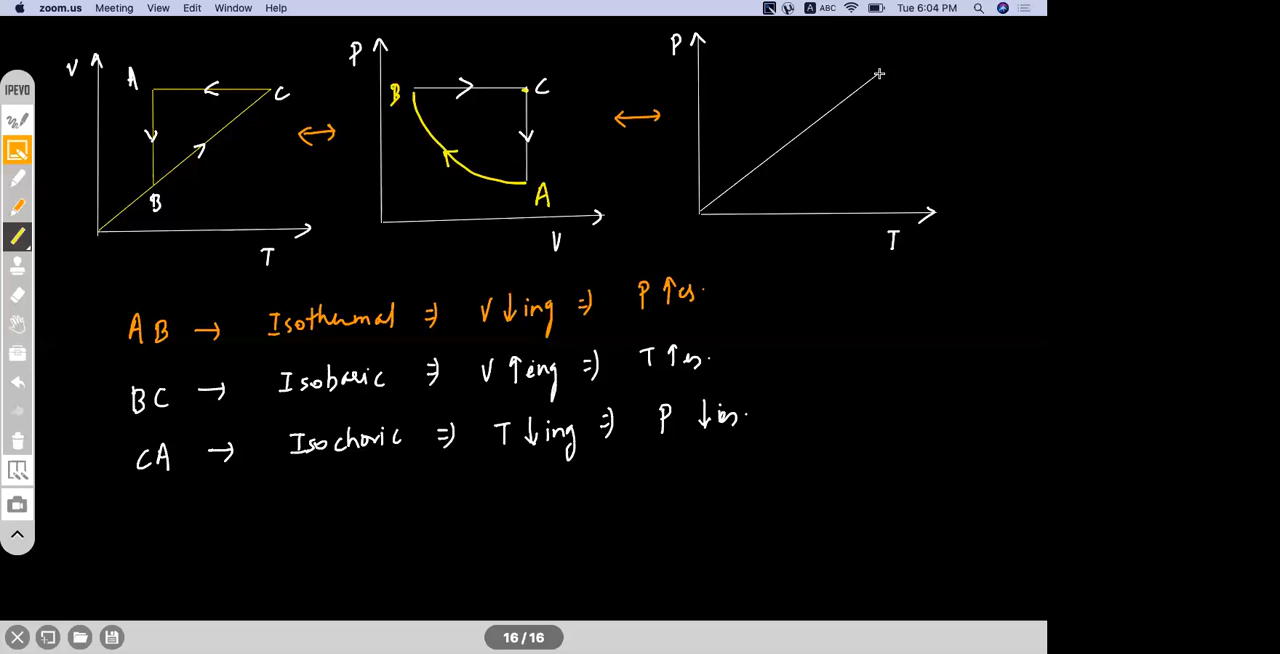 zoom.us Meeting View Edit Window Help
A ABC Tue 6:04 PM
IPEVO
V A C B T
P B C A V
P T
AB → Isothermal ⇒ V ↓ing ⇒ P ↑es.
BC → Isobaric ⇒ V ↑ing ⇒ T ↑es.
CA → Isochoric ⇒ T ↓ing ⇒ P ↓es.
16 / 16